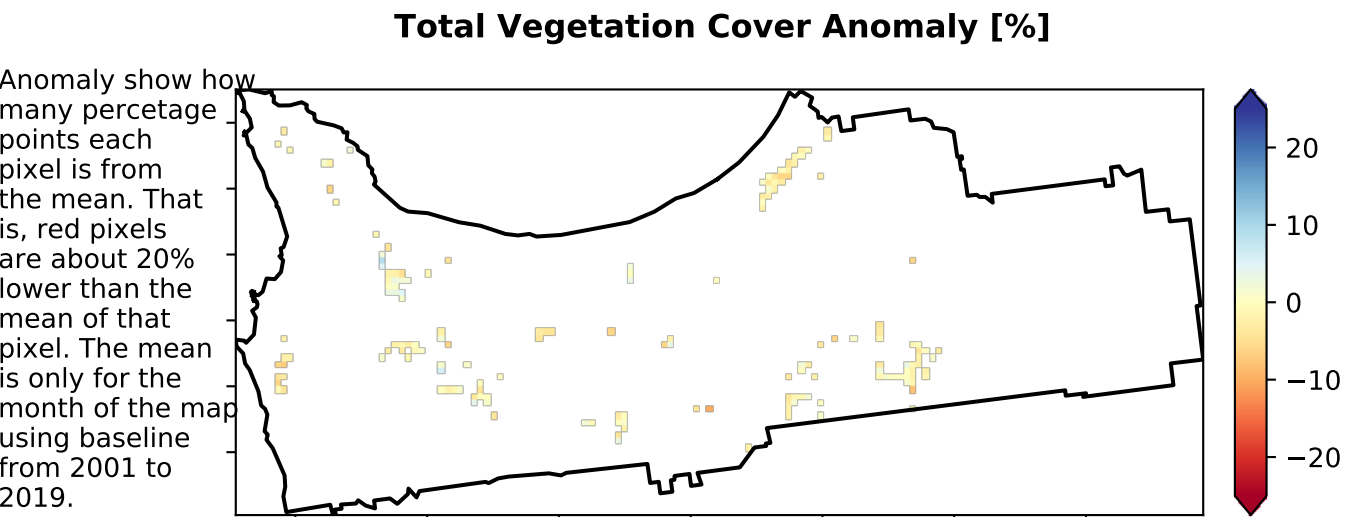 Total Vegetation Cover Anomaly [%]
Anomaly show how
many percetage
points each
pixel is from
the mean. That
is, red pixels
are about 20%
lower than the
mean of that
pixel. The mean
is only for the
month of the map
using baseline
from 2001 to
2019.
20
10
0
−10
−20